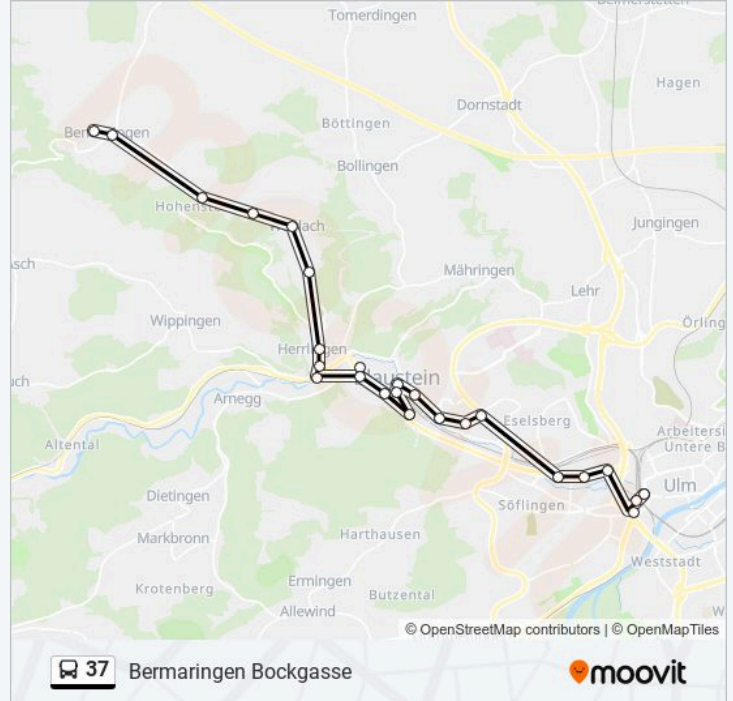 Tomerdingen
Hagen
Dornstadt
Böttingen
Bollingen
Jungingen
Mähringen
Lehr
Wippingen
Arnegg
Eselsberg
Altental
Ulm
Dietingen
Söflingen
Markbronn
Harthausen
Weststadt
Ermingen
Krotenberg
Butzental
Allewind
© OpenStreetMap contributors | © OpenMapTiles
37 Bermaringen Bockgasse
moovit